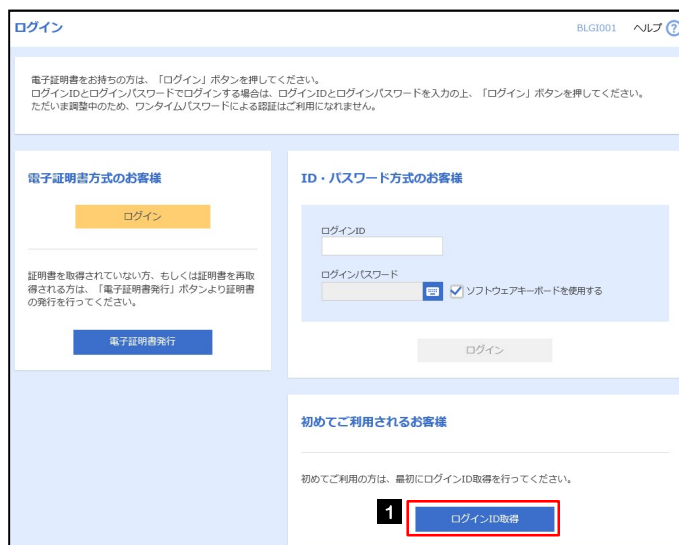 ログイン
BLGI001 ヘルプ ?
電子証明書をお持ちの方は、「ログイン」ボタンを押してください。
ログインIDとログインパスワードでログインする場合は、ログインIDとログインパスワードを入力の上、「ログイン」ボタンを押してください。
ただいま調整中のため、ワンタイムパスワードによる認証はご利用になれません。
電子証明書方式のお客様
ログイン
証明書を取得されていない方、もしくは証明書を再取
得される方は、「電子証明書発行」ボタンより証明書
の発行を行ってください。
電子証明書発行
ID・パスワード方式のお客様
ログインID
ログインパスワード
ソフトウェアキーボードを使用する
ログイン
初めてご利用されるお客様
初めてご利用の方は、最初にログインID取得を行ってください。
1
ログインID取得